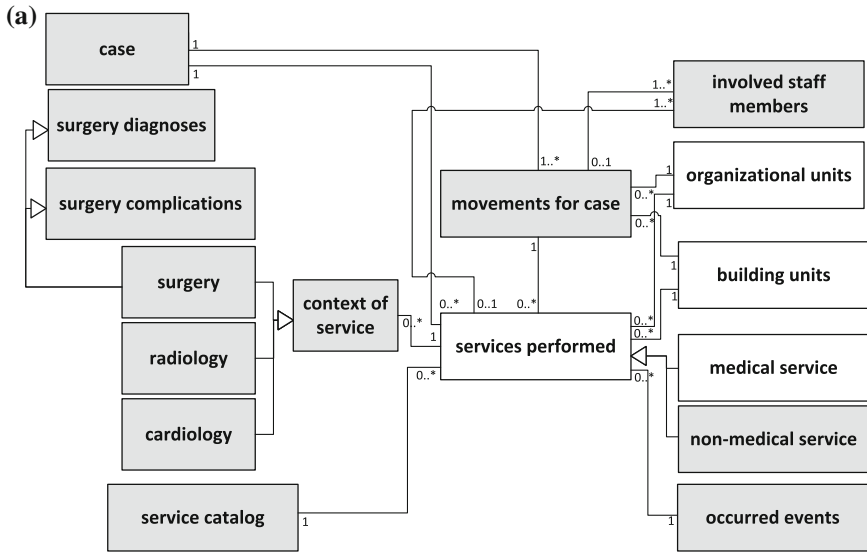 (a)
case
1
1
surgery diagnoses
surgery complications
surgery
radiology
cardiology
context of
service
0..*
1
service catalog
1
0..*
movements for case
1..*
0..1
0..*
0..*
1
0..*
0..1
0..*
services performed
0..*
0..*
0..*
involved staff
members
1..*
1..*
organizational units
1
1
building units
1
1
medical service
non-medical service
occurred events
1